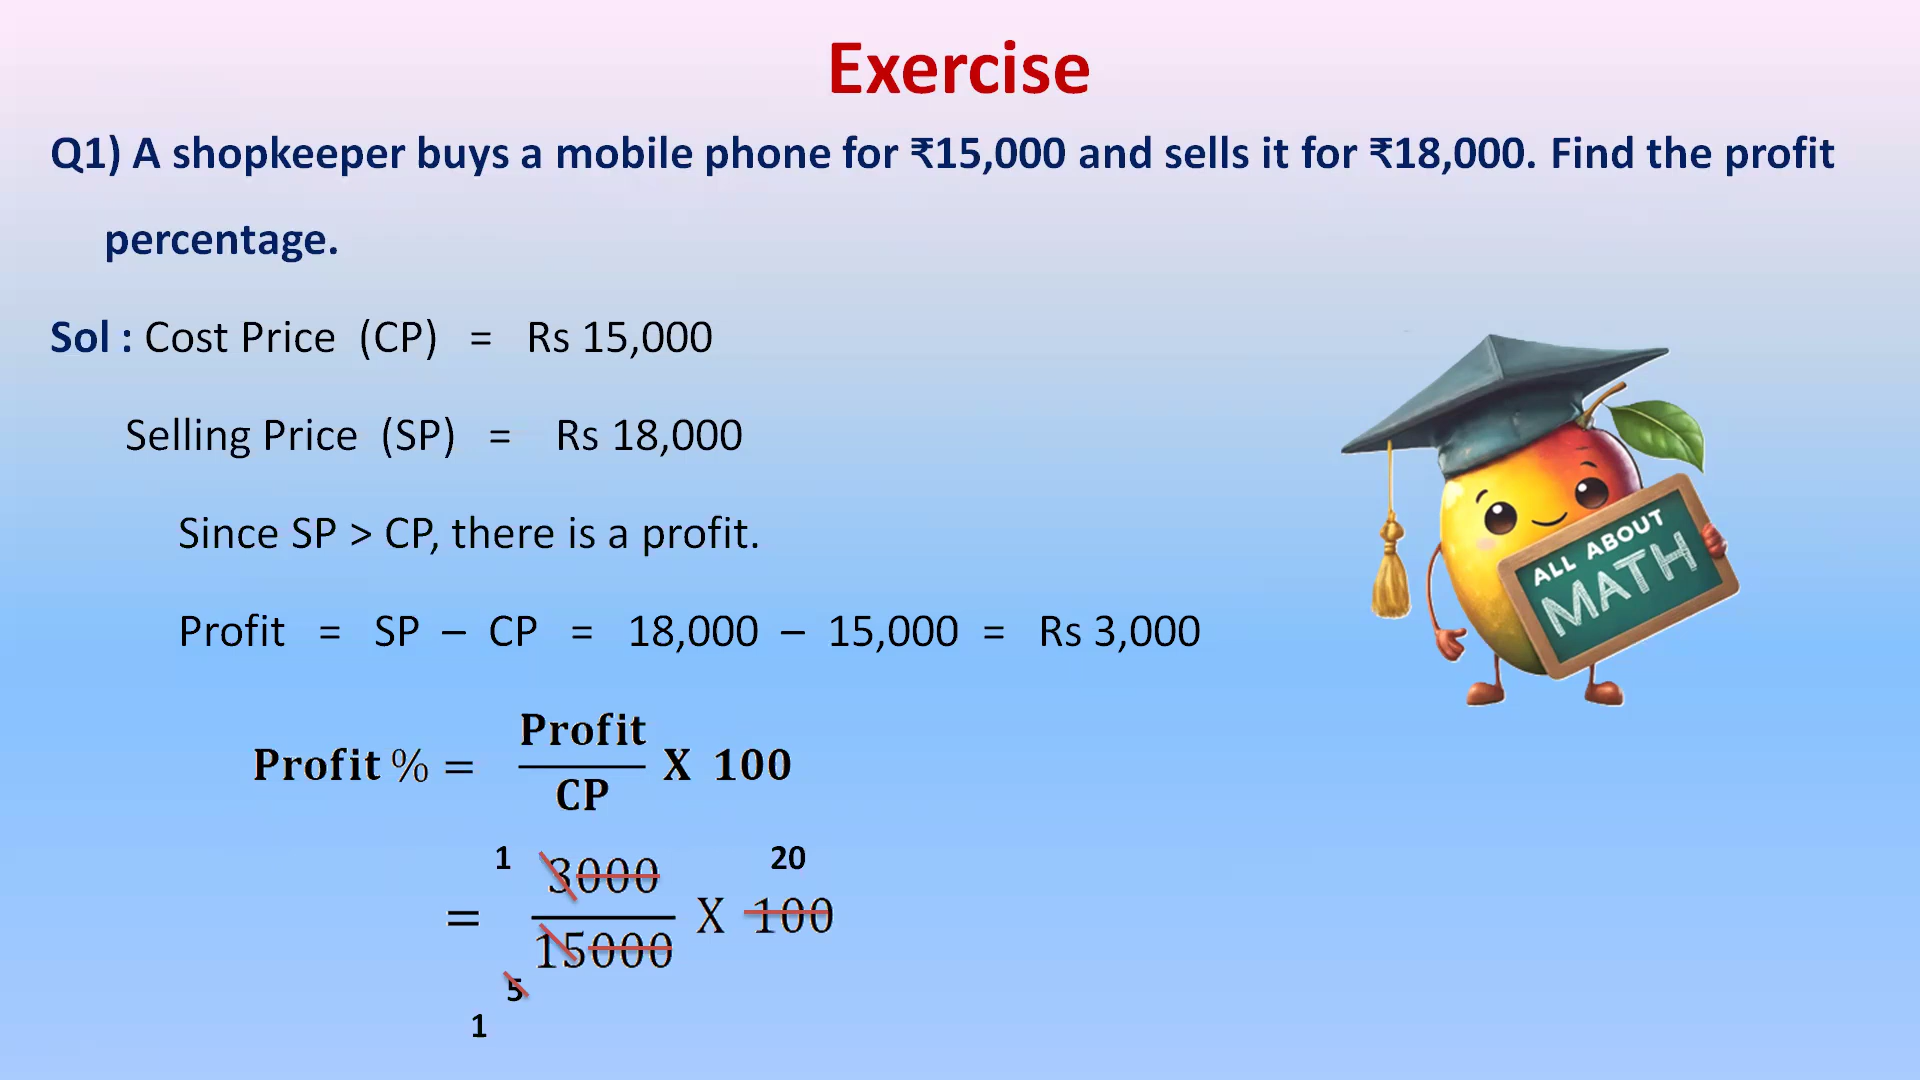 Exercise
Q1) A shopkeeper buys a mobile phone for ₹15,000 and sells it for ₹18,000. Find the profit
percentage.
Sol : Cost Price (CP) = Rs 15,000
Selling Price (SP) = Rs 18,000
Since SP > CP, there is a profit.
Profit = SP – CP = 18,000 – 15,000 = Rs 3,000
Profit % = Profit/CP X 100
1 20
= 3000/15000 X 100
5
1
ALL ABOUT
MATH